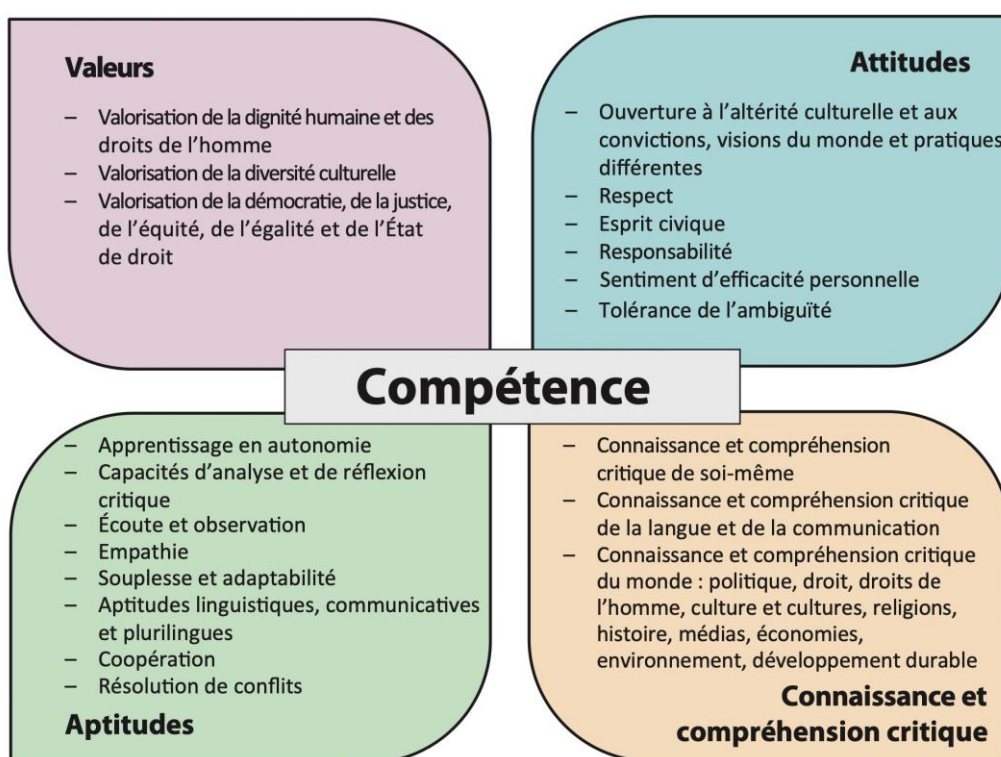 Valeurs
– Valorisation de la dignité humaine et des
droits de l’homme
– Valorisation de la diversité culturelle
– Valorisation de la démocratie, de la justice,
de l’équité, de l’égalité et de l’État
de droit
Attitudes
– Ouverture à l’altérité culturelle et aux
convictions, visions du monde et pratiques
différentes
– Respect
– Esprit civique
– Responsabilité
– Sentiment d’efficacité personnelle
– Tolérance de l’ambiguïté
Compétence
– Apprentissage en autonomie
– Capacités d’analyse et de réflexion
critique
– Écoute et observation
– Empathie
– Souplesse et adaptabilité
– Aptitudes linguistiques, communicatives
et plurilingues
– Coopération
– Résolution de conflits
Aptitudes
– Connaissance et compréhension
critique de soi-même
– Connaissance et compréhension critique
de la langue et de la communication
– Connaissance et compréhension critique
du monde : politique, droit, droits de
l’homme, culture et cultures, religions,
histoire, médias, économies,
environnement, développement durable
Connaissance et
compréhension critique